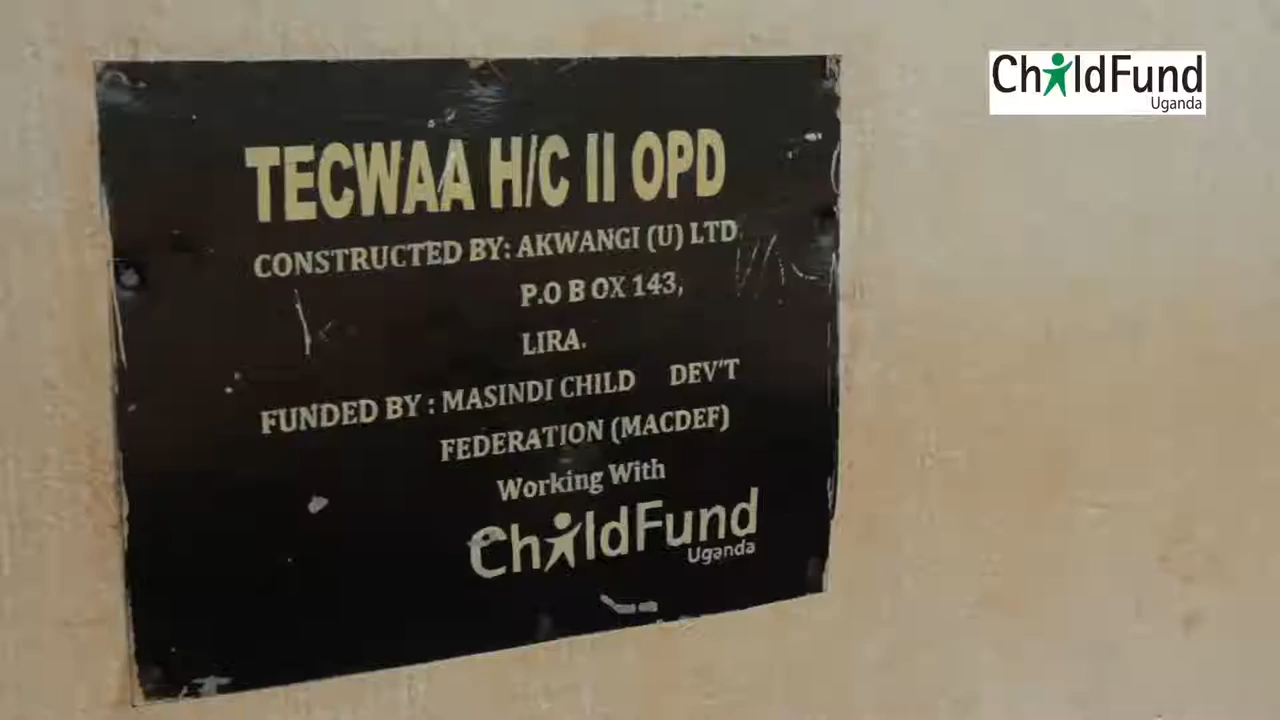 ChildFund
Uganda
TECWAA H/C II OPD
CONSTRUCTED BY: AKWANGI (U) LTD
P.O BOX 143,
LIRA.
FUNDED BY : MASINDI CHILD DEV'T
FEDERATION (MACDEF)
Working With
ChildFund
Uganda